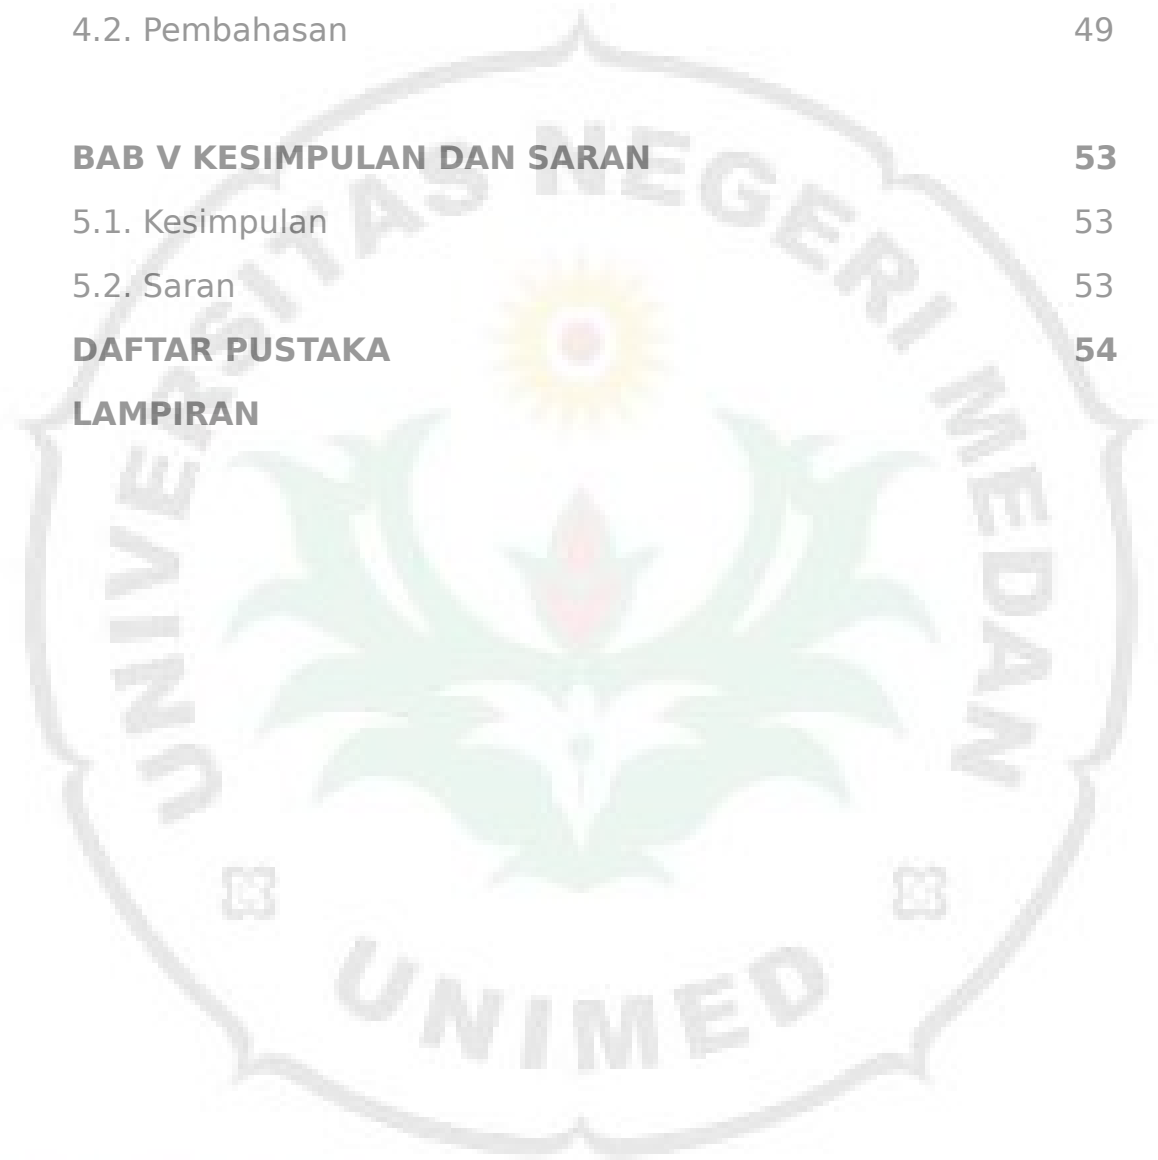 4.2. Pembahasan 49
BAB V KESIMPULAN DAN SARAN 53
5.1. Kesimpulan 53
5.2. Saran 53
DAFTAR PUSTAKA 54
LAMPIRAN
UNIVERSITAS NEGERI MEDAN
UNIMED